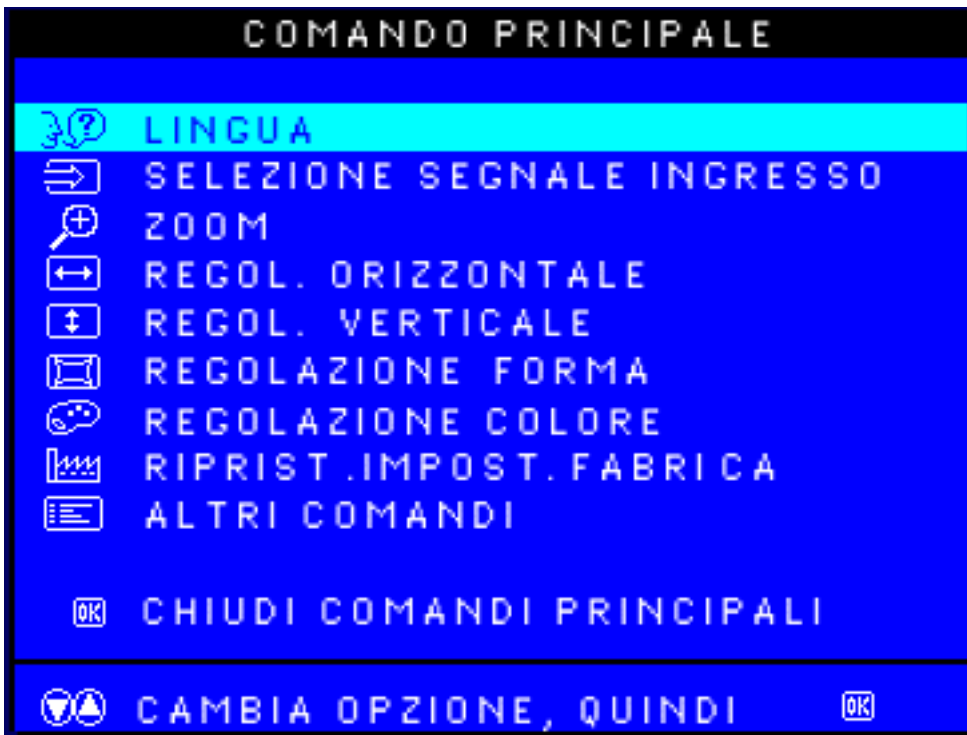 COMANDO PRINCIPALE
LINGUA
SELEZIONE SEGNALE INGRESSO
ZOOM
REGOL. ORIZZONTALE
REGOL. VERTICALE
REGOLAZIONE FORMA
REGOLAZIONE COLORE
RIPRIST.IMPOST.FABRICA
ALTRI COMANDI
OK CHIUDI COMANDI PRINCIPALI
CAMBIA OPZIONE, QUINDI OK